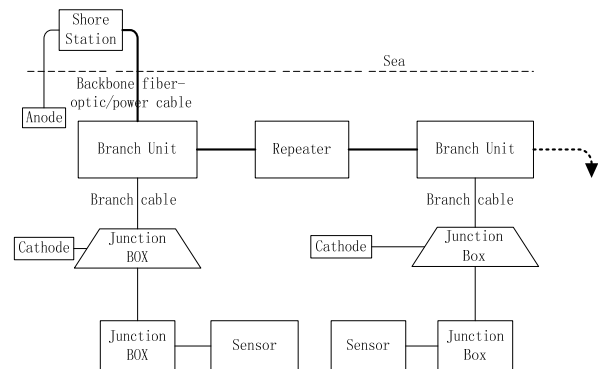 Shore
Station
Sea
Backbone fiber-
optic/power cable
Anode
Branch Unit
Repeater
Branch Unit
Branch cable
Branch cable
Junction
BOX
Cathode
Junction
Box
Cathode
Junction
BOX
Sensor
Sensor
Junction
Box